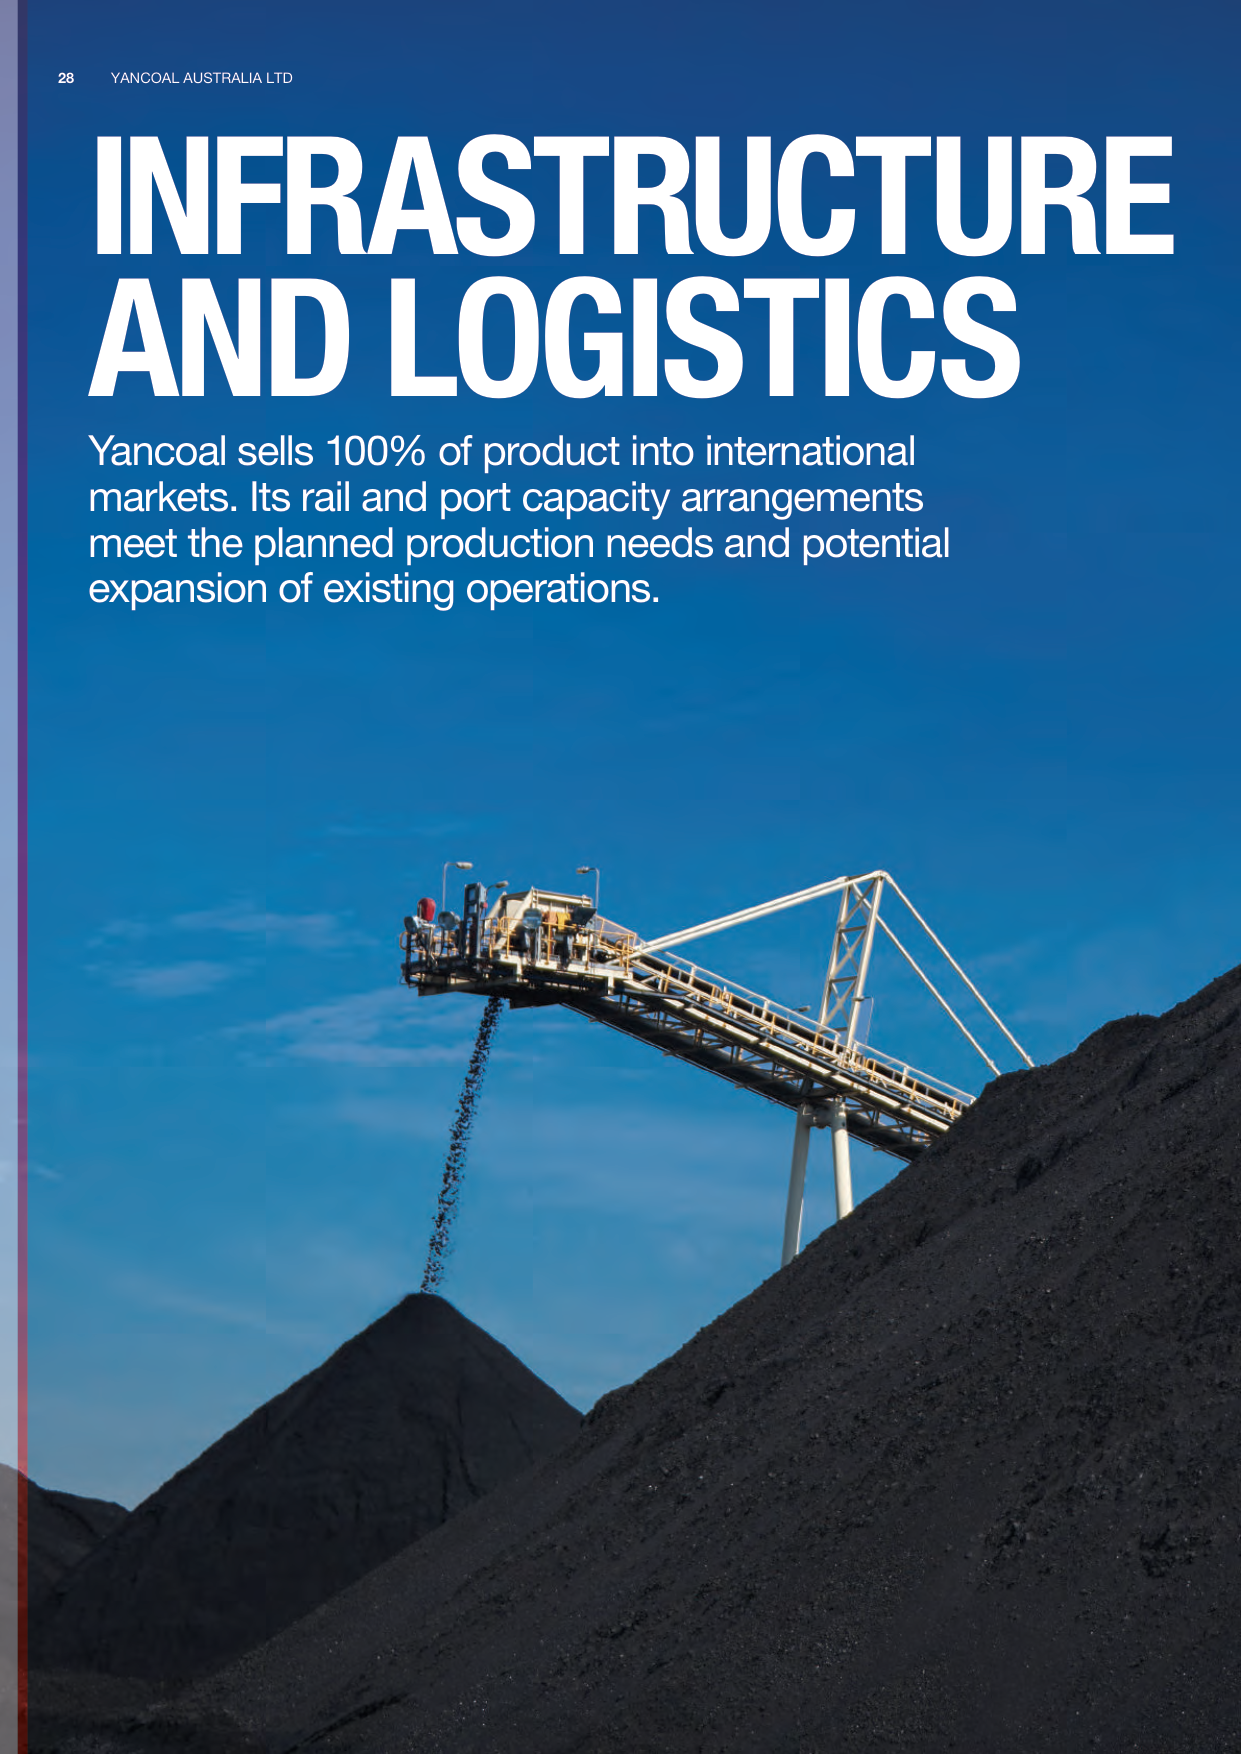 28 YANCOAL AUSTRALIA LTD
INFRASTRUCTURE
AND LOGISTICS
Yancoal sells 100% of product into international
markets. Its rail and port capacity arrangements
meet the planned production needs and potential
expansion of existing operations.